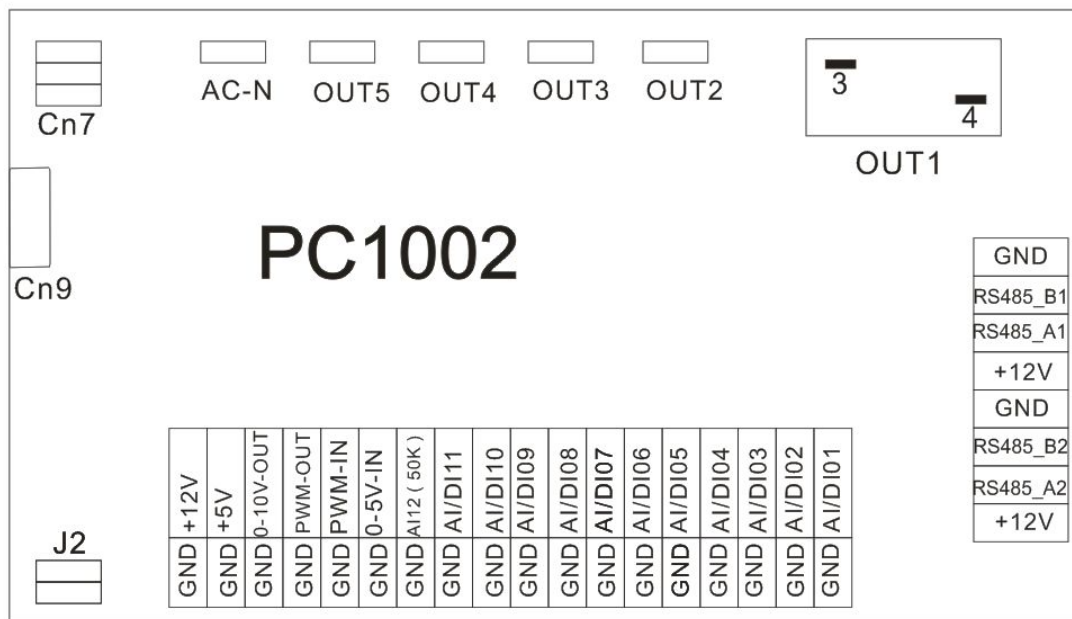 AC-N OUT5 OUT4 OUT3 OUT2
3
4
Cn7
OUT1
PC1002
Cn9
GND
RS485_B1
RS485_A1
+12V
GND
RS485_B2
RS485_A2
+12V
J2
GND +12V
GND +5V
GND 0-10V-OUT
GND PWM-OUT
GND PWM-IN
GND 0-5V-IN
GND AI12 ( 50K )
GND AI/DI11
GND AI/DI10
GND AI/DI09
GND AI/DI08
GND AI/DI07
GND AI/DI06
GND AI/DI05
GND AI/DI04
GND AI/DI03
GND AI/DI02
GND AI/DI01